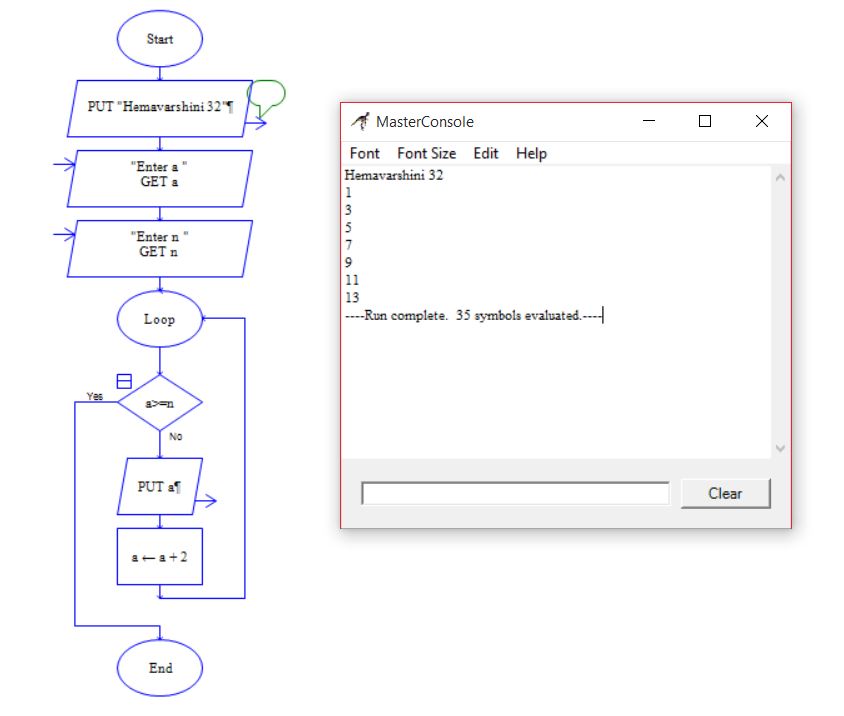 Start
PUT "Hemavarshini 32"¶
"Enter a "
GET a
"Enter n "
GET n
Loop
Yes
a>=n
No
PUT a¶
a ← a + 2
End
MasterConsole
Font Font Size Edit Help
Hemavarshini 32
1
3
5
7
9
11
13
----Run complete. 35 symbols evaluated.----
Clear